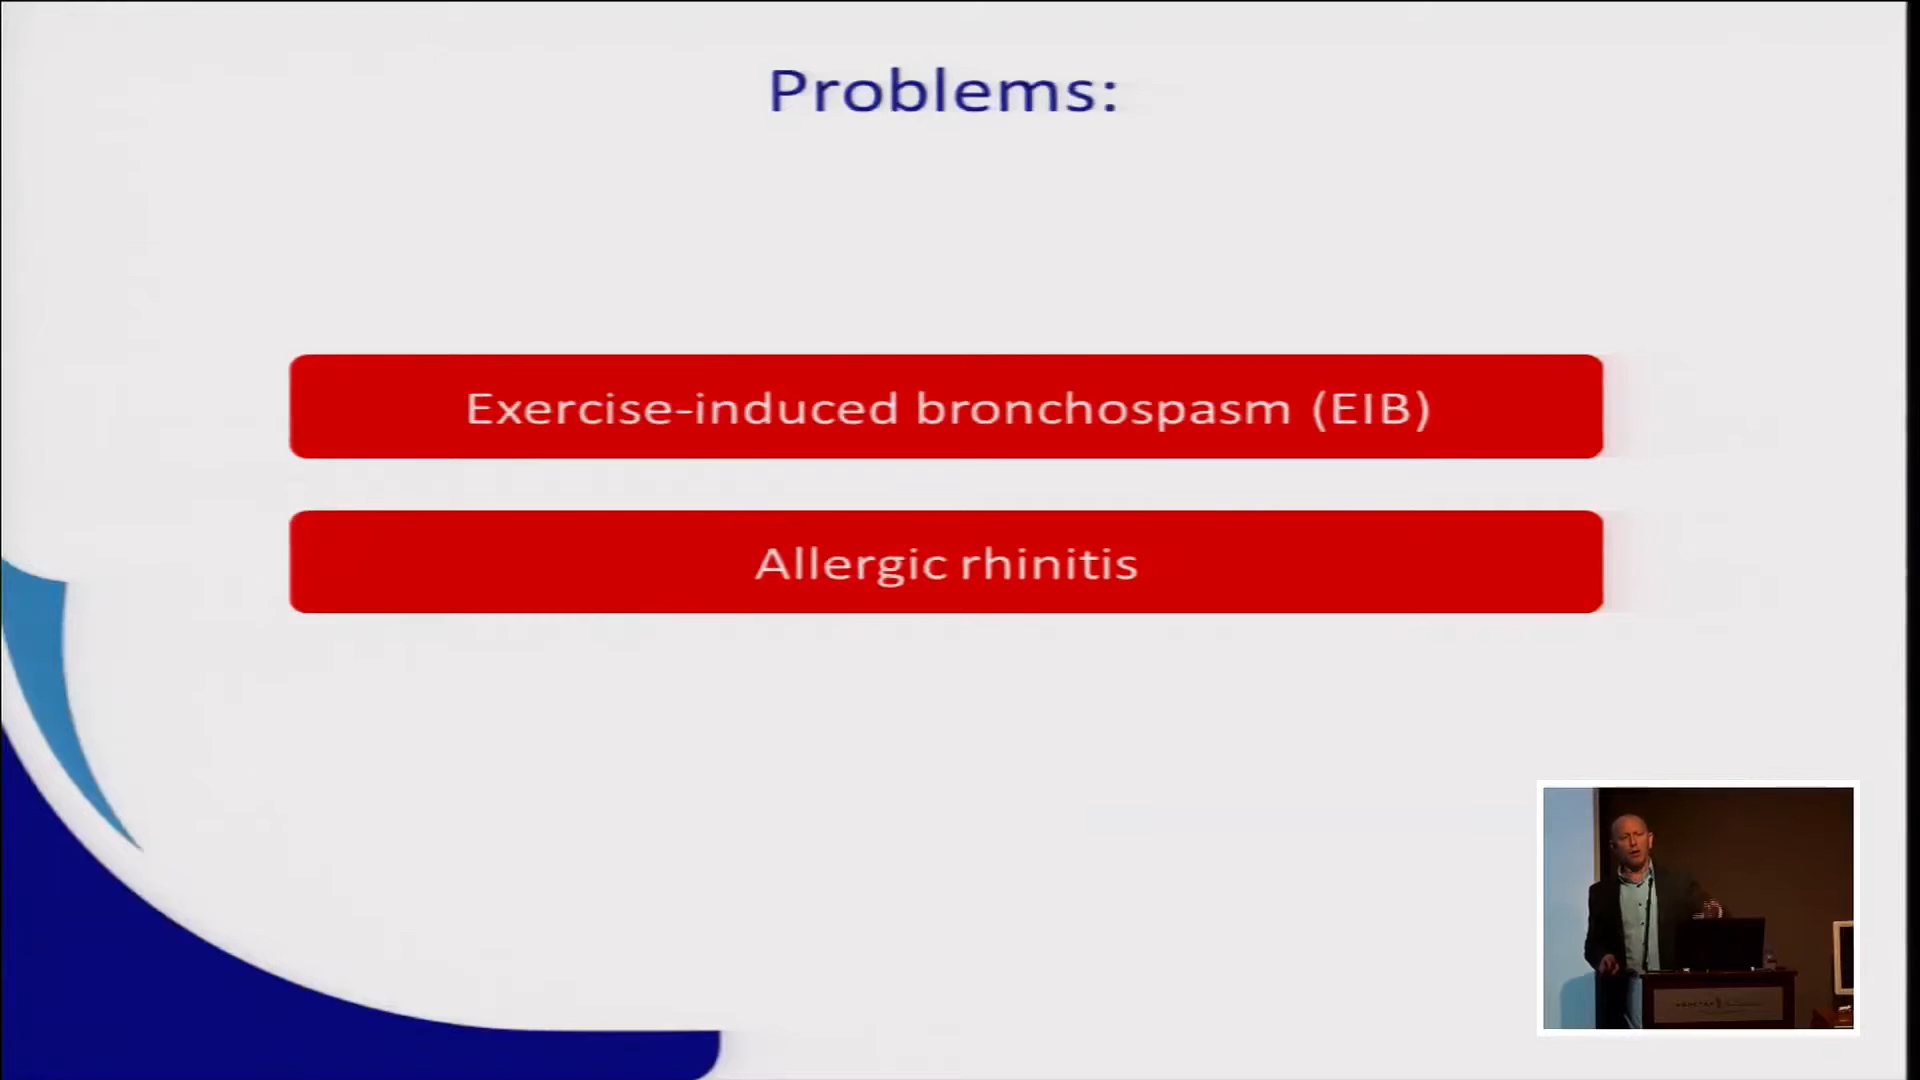 Problems:
Exercise-induced bronchospasm (EIB)
Allergic rhinitis